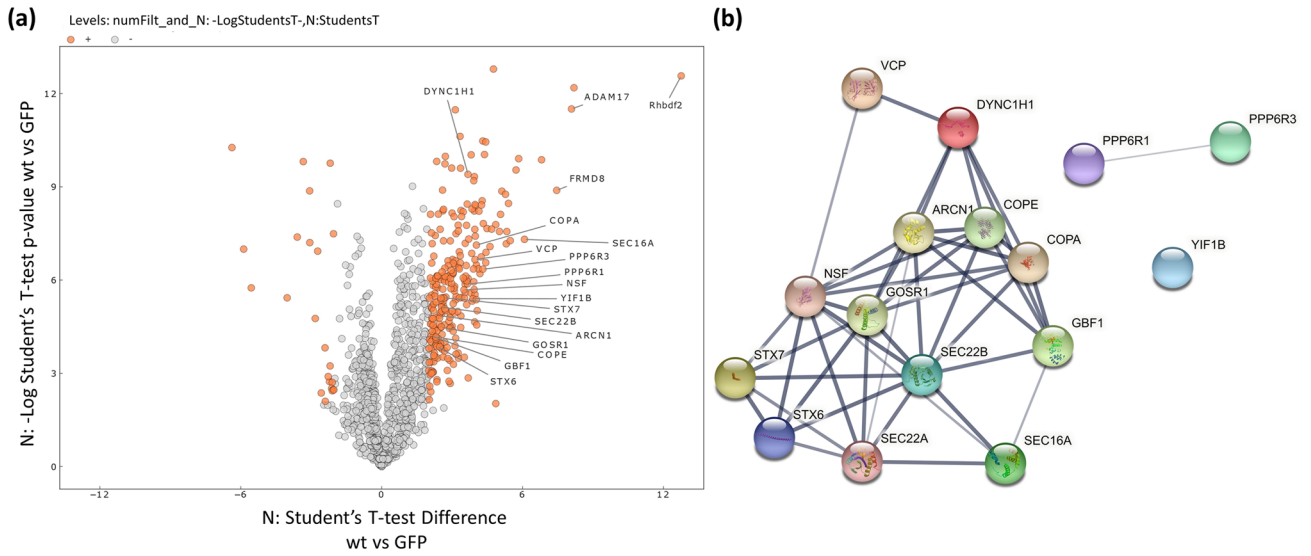 (a)
Levels: numFilt_and_N: -LogStudentsT-,N:StudentsT
+ -
N: -Log Student's T-test p-value wt vs GFP
12
9
6
3
0
DYNC1H1
ADAM17
Rhbdf2
FRMD8
COPA
SEC16A
VCP
PPP6R3
PPP6R1
NSF
YIF1B
STX7
SEC22B
ARCN1
GOSR1
COPE
GBF1
STX6
−12 −6 0 6 12
N: Student's T-test Difference
wt vs GFP
(b)
VCP
DYNC1H1
PPP6R3
PPP6R1
ARCN1
COPE
COPA
YIF1B
NSF
GOSR1
GBF1
STX7
SEC22B
STX6
SEC22A
SEC16A